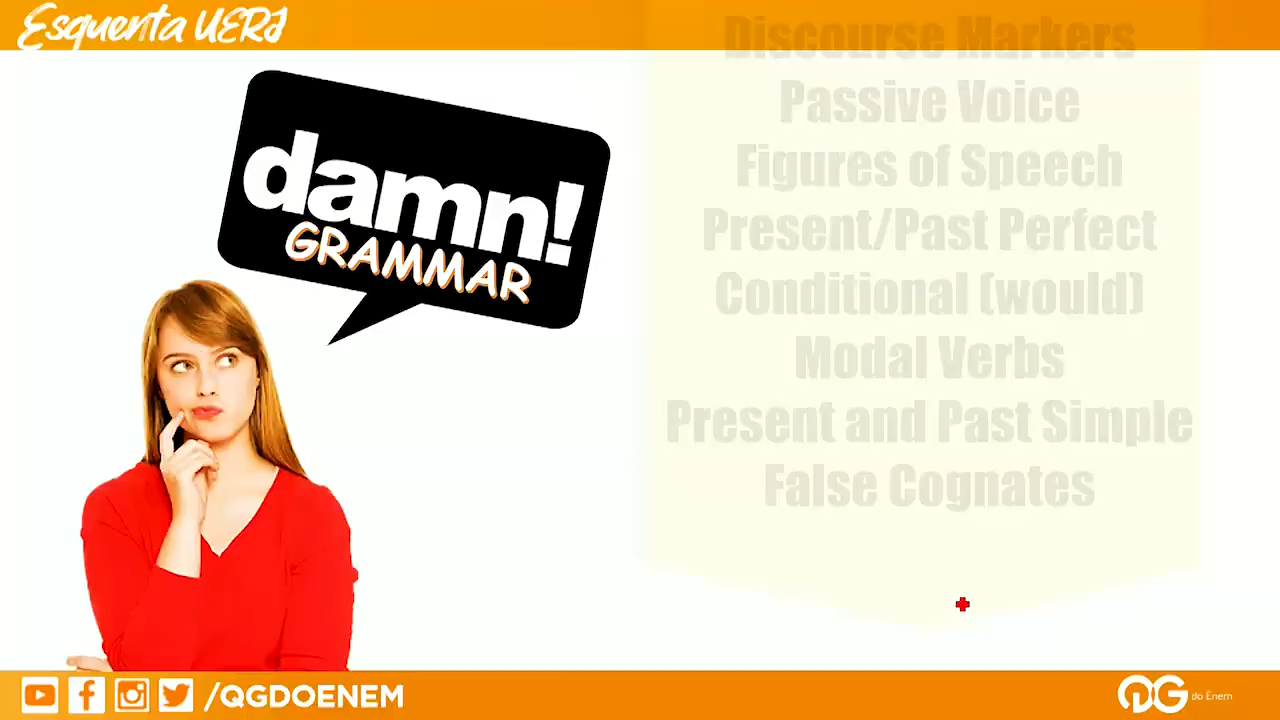 Esquenta UERJ
damn!
GRAMMAR
Discourse Markers
Passive Voice
Figures of Speech
Present/Past Perfect
Conditional (would)
Modal Verbs
Present and Past Simple
False Cognates
/QGDOENEM
QG do Enem